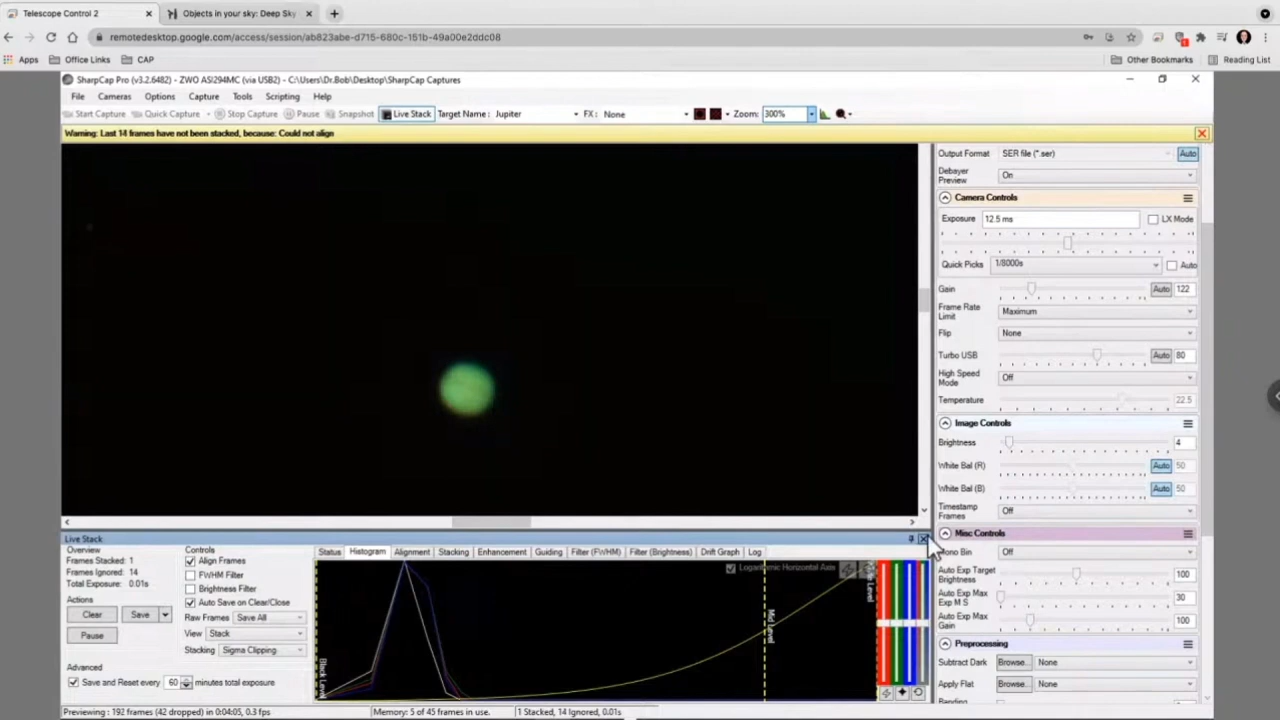 Telescope Control 2
Objects in your sky: Deep Sky
remotedesktop.google.com/access/session/ab823abe-d715-680c-151b-49a00e2ddc08
Apps Office Links CAP Other Bookmarks Reading List
SharpCap Pro (v3.2.6482) - ZWO ASI294MC (via USB2) - C:\Users\Dr.Bob\Desktop\SharpCap Captures
File Cameras Options Capture Tools Scripting Help
Start Capture Quick Capture Stop Capture Pause Snapshot Live Stack Target Name: Jupiter FX: None Zoom: 300%
Warning: Last 14 frames have not been stacked, because: Could not align
Output Format SER file (*.ser) Auto
Debayer Preview On
Camera Controls
Exposure 12.5 ms LX Mode
Quick Picks 1/8000s Auto
Gain Auto 122
Frame Rate Limit Maximum
Flip None
Turbo USB Auto 80
High Speed Mode Off
Temperature 22.5
Image Controls
Brightness 4
White Bal (R) Auto 50
White Bal (B) Auto 50
Timestamp Frames Off
Misc Controls
Mono Bin Off
Auto Exp Target Brightness 100
Auto Exp Max Exp M S 30
Auto Exp Max Gain 100
Preprocessing
Subtract Dark Browse.. None
Apply Flat Browse.. None
Live Stack
Overview
Frames Stacked: 1
Frames Ignored: 14
Total Exposure: 0.01s
Actions
Clear Save
Pause
Controls
Align Frames
FWHM Filter
Brightness Filter
Auto Save on Clear/Close
Raw Frames Save All
View Stack
Stacking Sigma Clipping
Advanced
Save and Reset every 60 minutes total exposure
Status Histogram Alignment Stacking Enhancement Guiding Filter (FWHM) Filter (Brightness) Drift Graph Log
Logarithmic Horizontal Axis
Black Level
Mid Level
Level
Previewing : 192 frames (42 dropped) in 0:04:05, 0.3 fps Memory: 5 of 45 frames in use. 1 Stacked, 14 Ignored, 0.01s